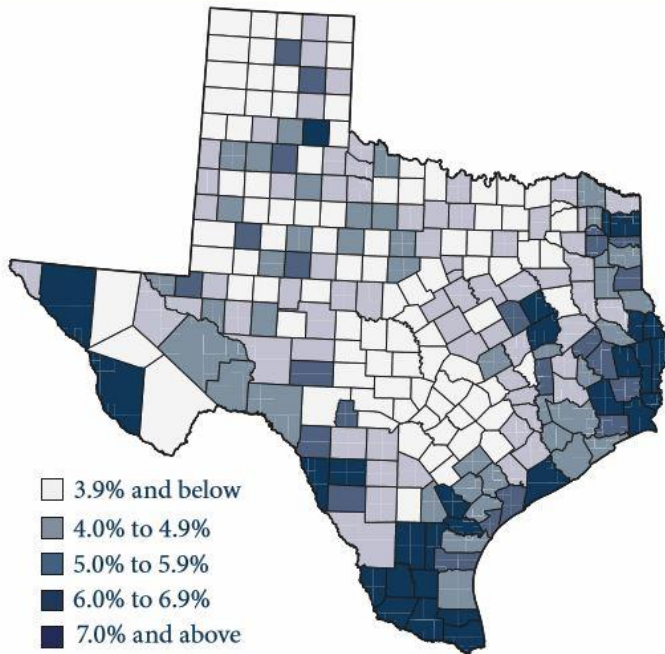 3.9% and below
4.0% to 4.9%
5.0% to 5.9%
6.0% to 6.9%
7.0% and above